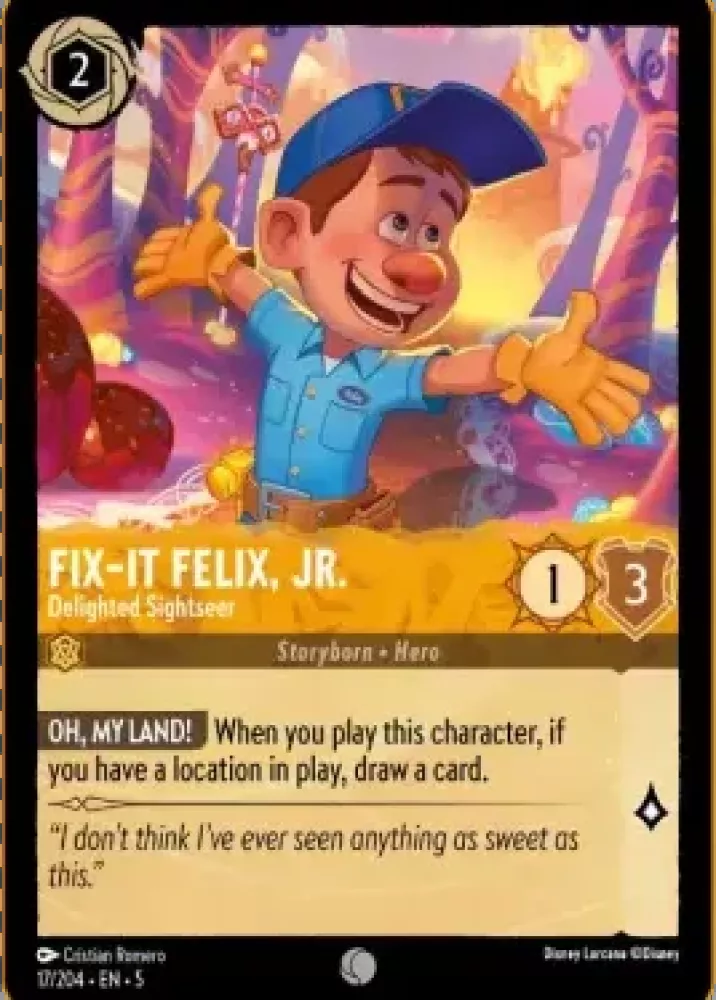 2
FIX-IT FELIX, JR.
Delighted Sightseer
1
3
Storyborn • Hero
OH, MY LAND! When you play this character, if
you have a location in play, draw a card.
"I don't think I've ever seen anything as sweet as
this."
Cristian Romero
Disney Lorcana ©Disney
17/204 • EN • 5